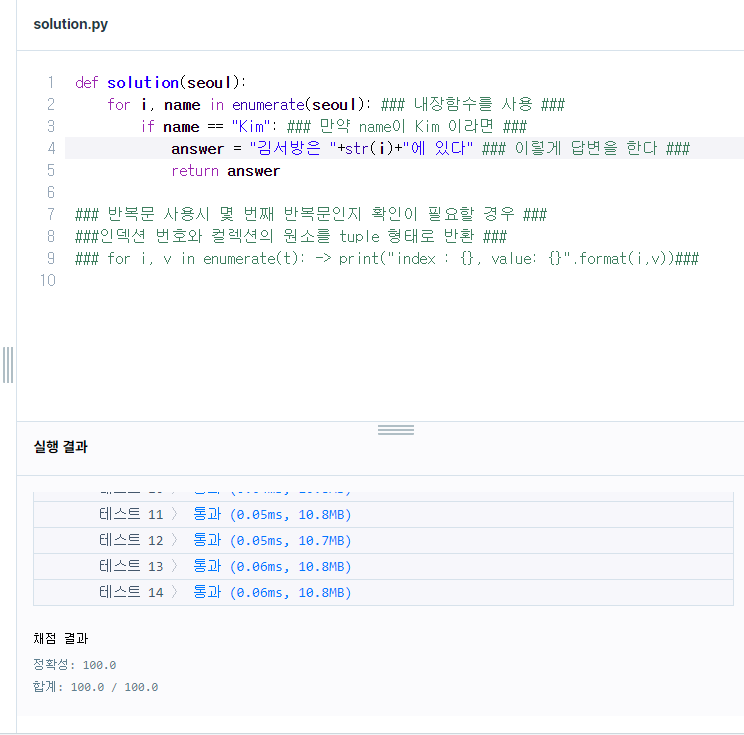 solution.py
1 def solution(seoul):
2 for i, name in enumerate(seoul): ### 내장함수를 사용 ###
3 if name == "Kim": ### 만약 name이 Kim 이라면 ###
4 answer = "김서방은 "+str(i)+"에 있다" ### 이렇게 답변을 한다 ###
5 return answer
6
7 ### 반복문 사용시 몇 번째 반복문인지 확인이 필요할 경우 ###
8 ###인덱션 번호와 컬렉션의 원소를 tuple 형태로 반환 ###
9 ### for i, v in enumerate(t): -> print("index : {}, value: {}".format(i,v))###
10
실행 결과
테스트 11 〉 통과 (0.05ms, 10.8MB)
테스트 12 〉 통과 (0.05ms, 10.7MB)
테스트 13 〉 통과 (0.06ms, 10.8MB)
테스트 14 〉 통과 (0.06ms, 10.8MB)
채점 결과
정확성: 100.0
합계: 100.0 / 100.0